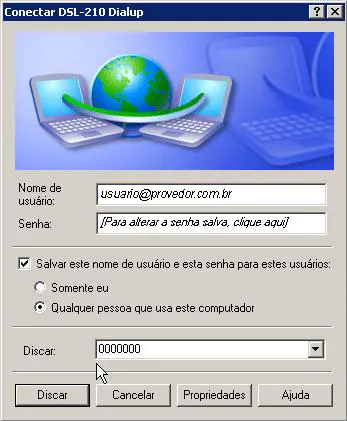 Conectar DSL-210 Dialup
Nome de
usuário:
usuario@provedor.com.br
Senha:
[Para alterar a senha salva, clique aqui]
Salvar este nome de usuário e esta senha para estes usuários:
Somente eu
Qualquer pessoa que usa este computador
Discar:
0000000
Discar
Cancelar
Propriedades
Ajuda